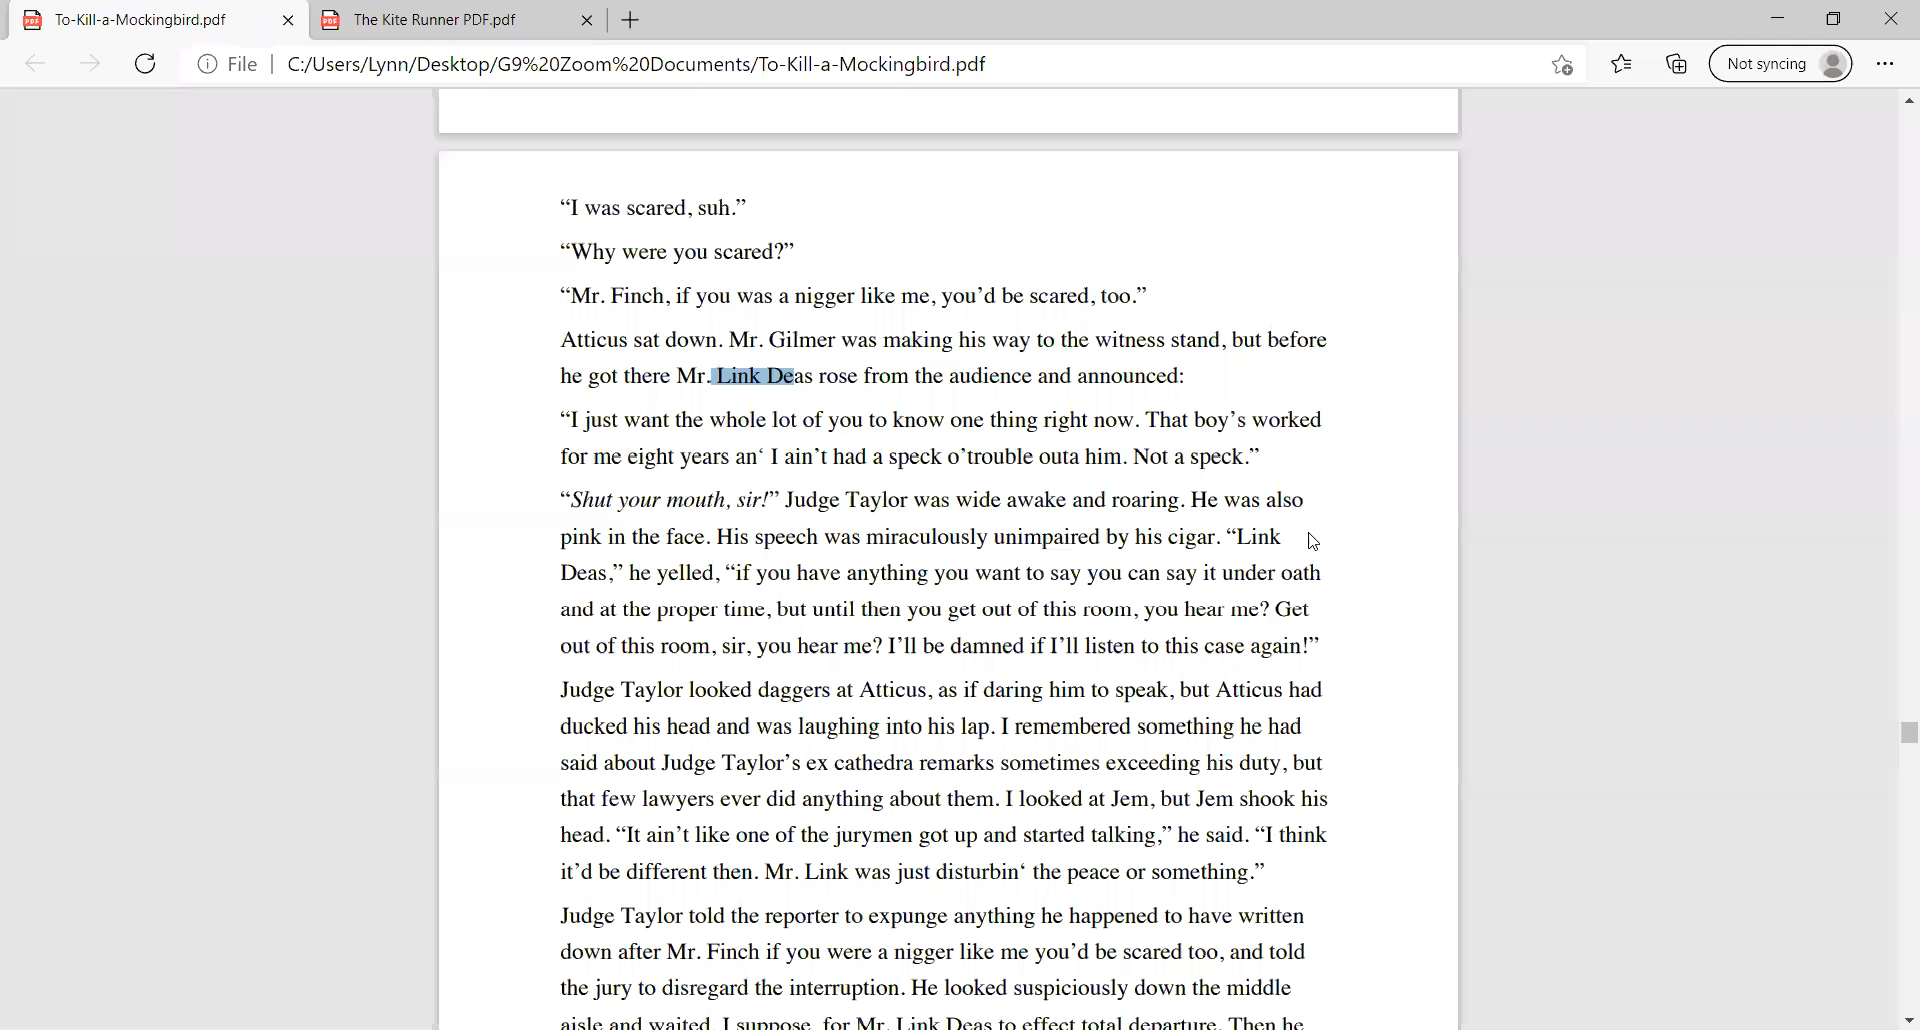 To-Kill-a-Mockingbird.pdf
The Kite Runner PDF.pdf
File
C:/Users/Lynn/Desktop/G9%20Zoom%20Documents/To-Kill-a-Mockingbird.pdf
Not syncing
“I was scared, suh.”
“Why were you scared?”
“Mr. Finch, if you was a nigger like me, you’d be scared, too.”
Atticus sat down. Mr. Gilmer was making his way to the witness stand, but before
he got there Mr. Link Deas rose from the audience and announced:
“I just want the whole lot of you to know one thing right now. That boy’s worked
for me eight years an‘ I ain’t had a speck o’trouble outa him. Not a speck.”
“Shut your mouth, sir!” Judge Taylor was wide awake and roaring. He was also
pink in the face. His speech was miraculously unimpaired by his cigar. “Link
Deas,” he yelled, “if you have anything you want to say you can say it under oath
and at the proper time, but until then you get out of this room, you hear me? Get
out of this room, sir, you hear me? I’ll be damned if I’ll listen to this case again!”
Judge Taylor looked daggers at Atticus, as if daring him to speak, but Atticus had
ducked his head and was laughing into his lap. I remembered something he had
said about Judge Taylor’s ex cathedra remarks sometimes exceeding his duty, but
that few lawyers ever did anything about them. I looked at Jem, but Jem shook his
head. “It ain’t like one of the jurymen got up and started talking,” he said. “I think
it’d be different then. Mr. Link was just disturbin‘ the peace or something.”
Judge Taylor told the reporter to expunge anything he happened to have written
down after Mr. Finch if you were a nigger like me you’d be scared too, and told
the jury to disregard the interruption. He looked suspiciously down the middle
aisle and waited, I suppose, for Mr. Link Deas to effect total departure. Then he